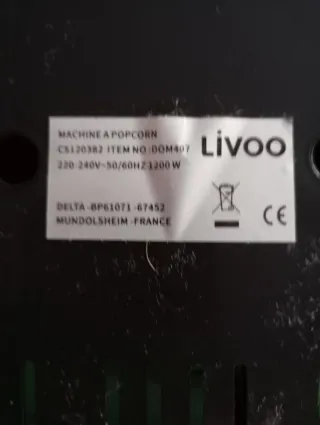 MACHINE A POPCORN
CS120382 ITEM NO :DOM407
220-240V~50/60HZ 1200 W
LIVOO
DELTA -BP61071 -67452
MUNDOLSHEIM -FRANCE
CE